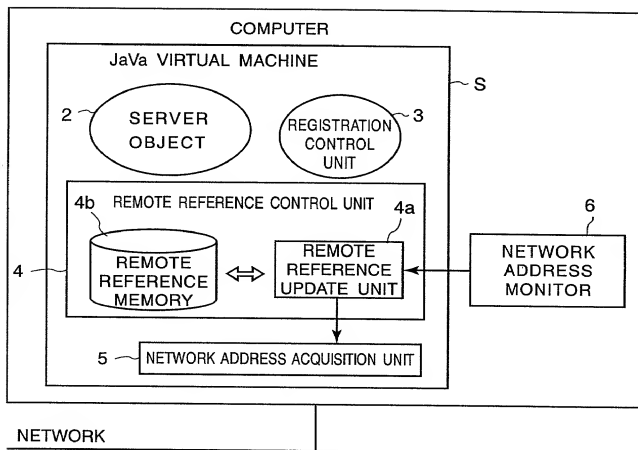 COMPUTER
JaVa VIRTUAL MACHINE
S
2
SERVER
OBJECT
3
REGISTRATION
CONTROL
UNIT
REMOTE REFERENCE CONTROL UNIT
4b
4a
4
REMOTE
REFERENCE
MEMORY
REMOTE
REFERENCE
UPDATE UNIT
6
NETWORK
ADDRESS
MONITOR
5
NETWORK ADDRESS ACQUISITION UNIT
NETWORK